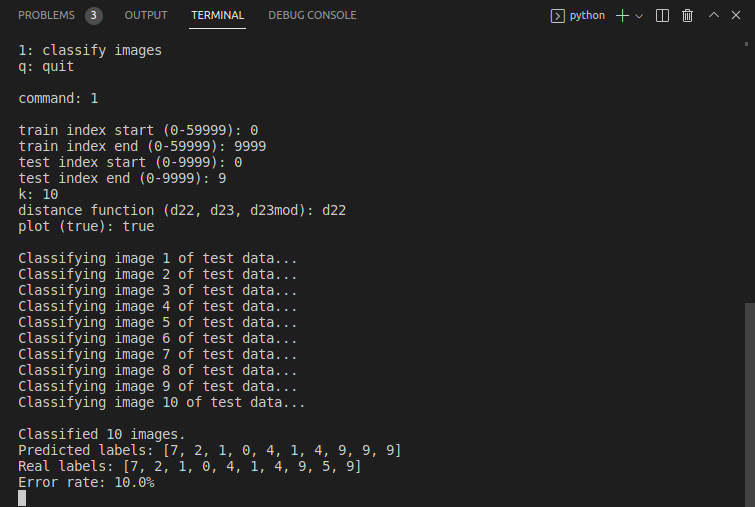 PROBLEMS 3 OUTPUT TERMINAL DEBUG CONSOLE python
1: classify images
q: quit
command: 1
train index start (0-59999): 0
train index end (0-59999): 9999
test index start (0-9999): 0
test index end (0-9999): 9
k: 10
distance function (d22, d23, d23mod): d22
plot (true): true
Classifying image 1 of test data...
Classifying image 2 of test data...
Classifying image 3 of test data...
Classifying image 4 of test data...
Classifying image 5 of test data...
Classifying image 6 of test data...
Classifying image 7 of test data...
Classifying image 8 of test data...
Classifying image 9 of test data...
Classifying image 10 of test data...
Classified 10 images.
Predicted labels: [7, 2, 1, 0, 4, 1, 4, 9, 9, 9]
Real labels: [7, 2, 1, 0, 4, 1, 4, 9, 5, 9]
Error rate: 10.0%